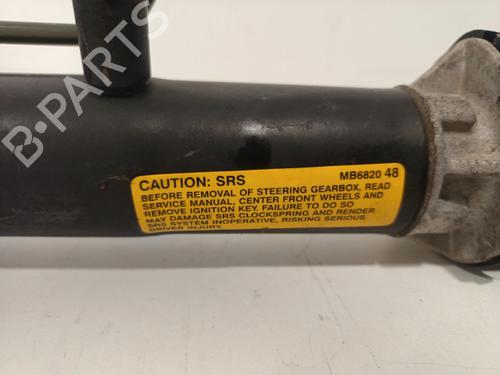 B-PARTS
CAUTION: SRS MB6820 48
BEFORE REMOVAL OF STEERING GEARBOX, READ
SERVICE MANUAL, CENTER FRONT WHEELS AND
REMOVE IGNITION KEY. FAILURE TO DO SO
MAY DAMAGE SRS CLOCKSPRING AND RENDER
SRS SYSTEM INOPERATIVE, RISKING SERIOUS
DRIVER INJURY.